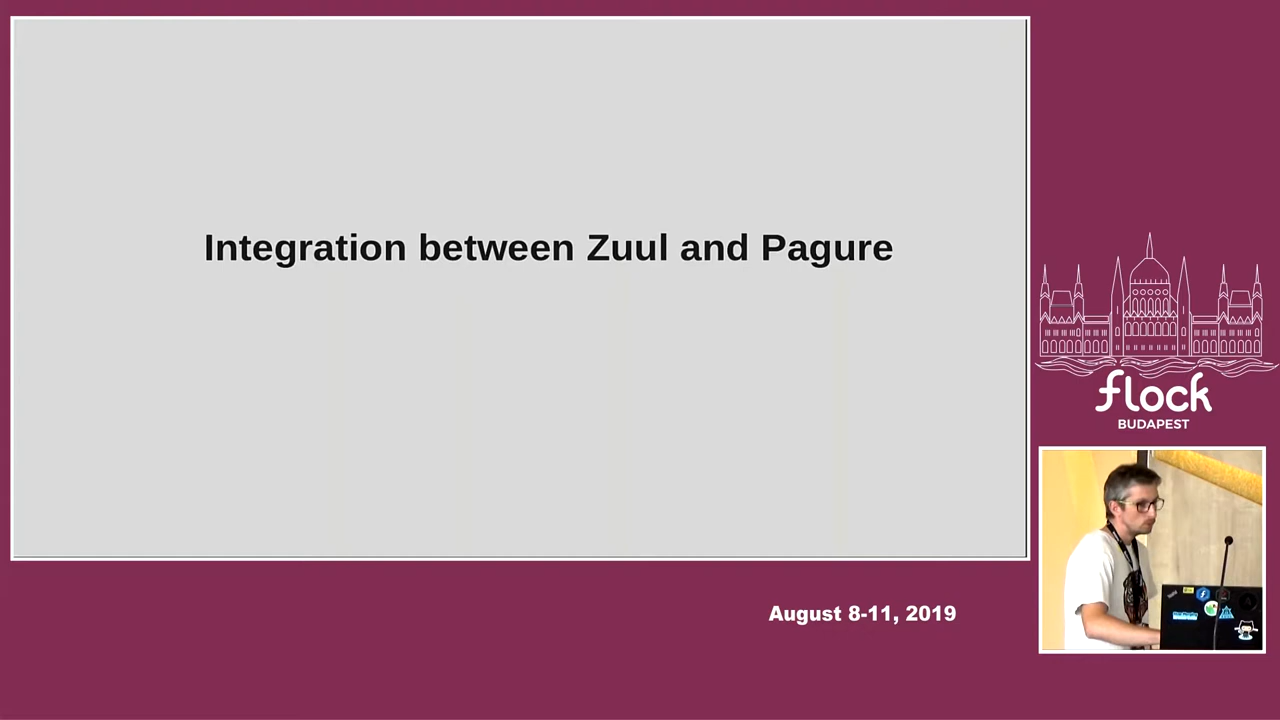 Integration between Zuul and Pagure
flock
BUDAPEST
August 8-11, 2019